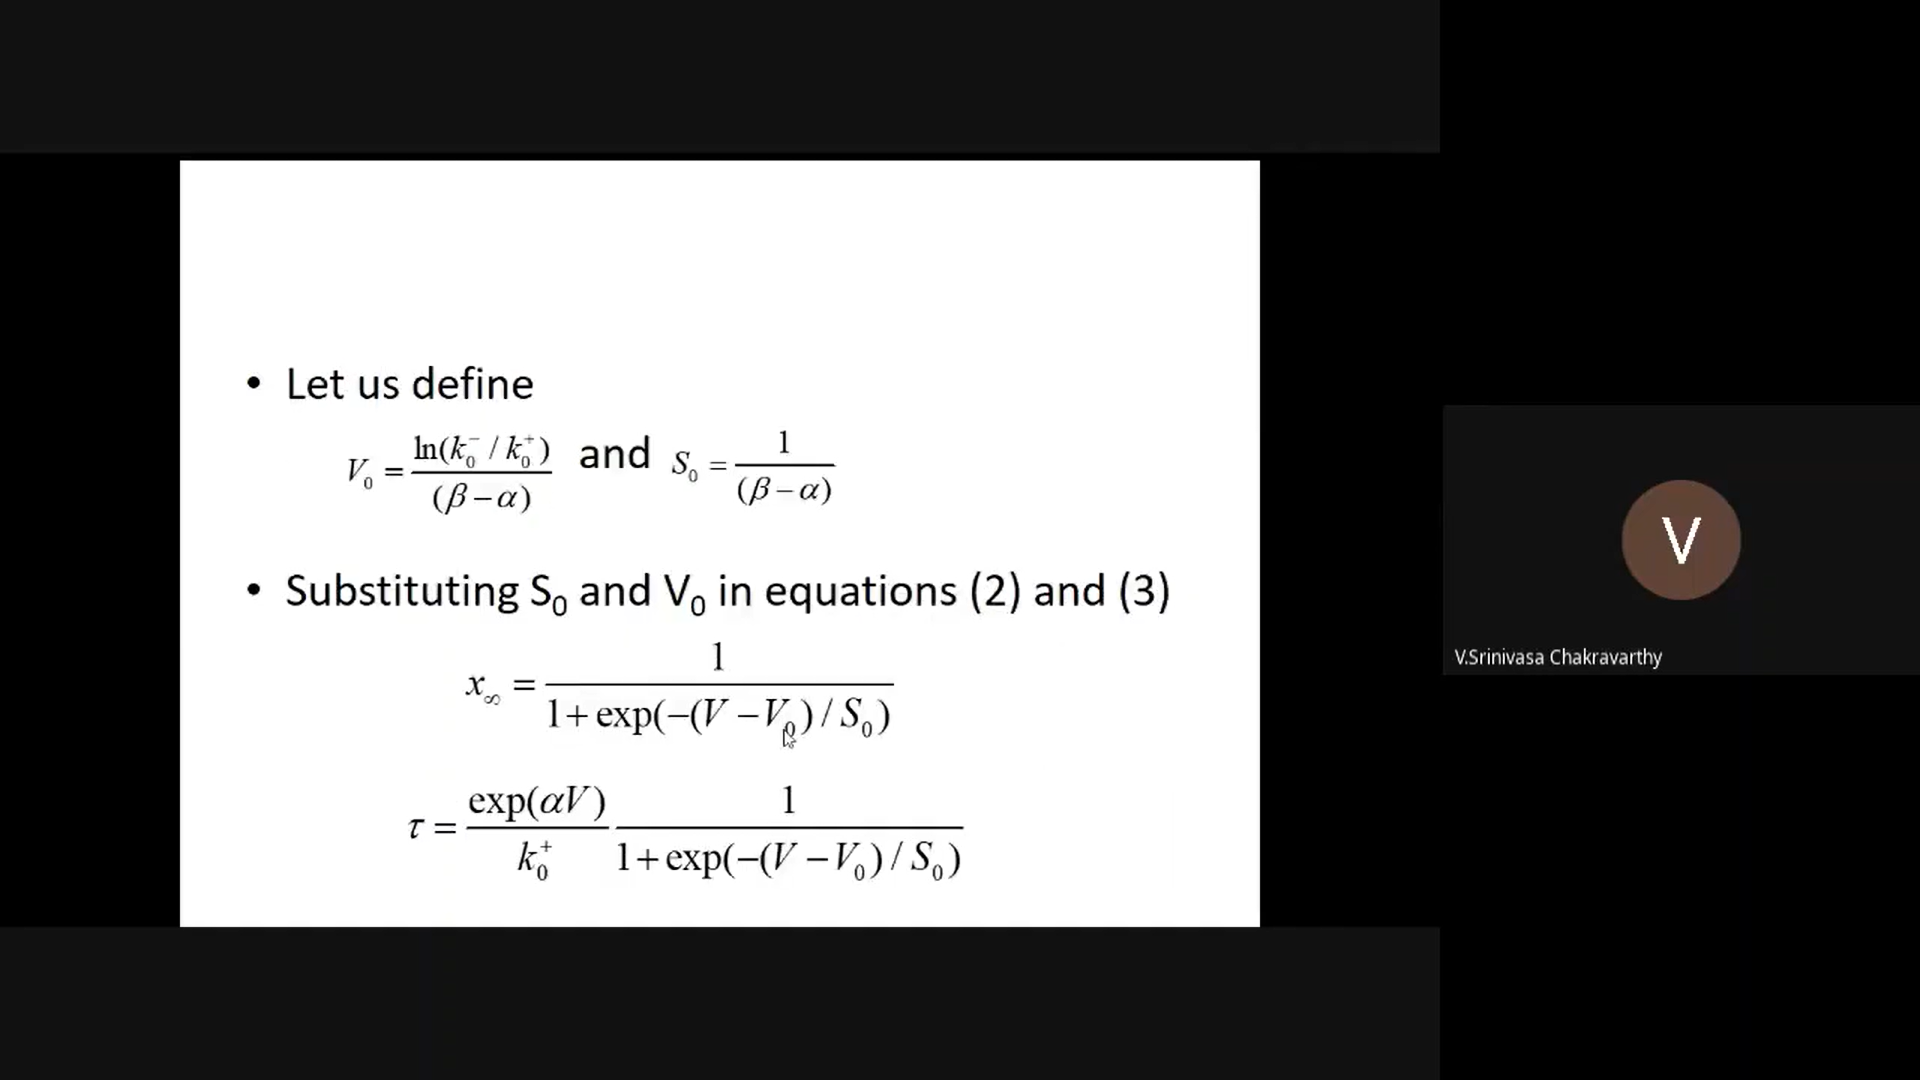 • Let us define
V₀ = ln(k₀⁻ / k₀⁺) / (β – α) and S₀ = 1 / (β – α)
• Substituting S₀ and V₀ in equations (2) and (3)
x∞ = 1 / (1 + exp(–(V – V₀) / S₀))
τ = exp(αV) / k₀⁺ 1 / (1 + exp(–(V – V₀) / S₀))
V
V.Srinivasa Chakravarthy